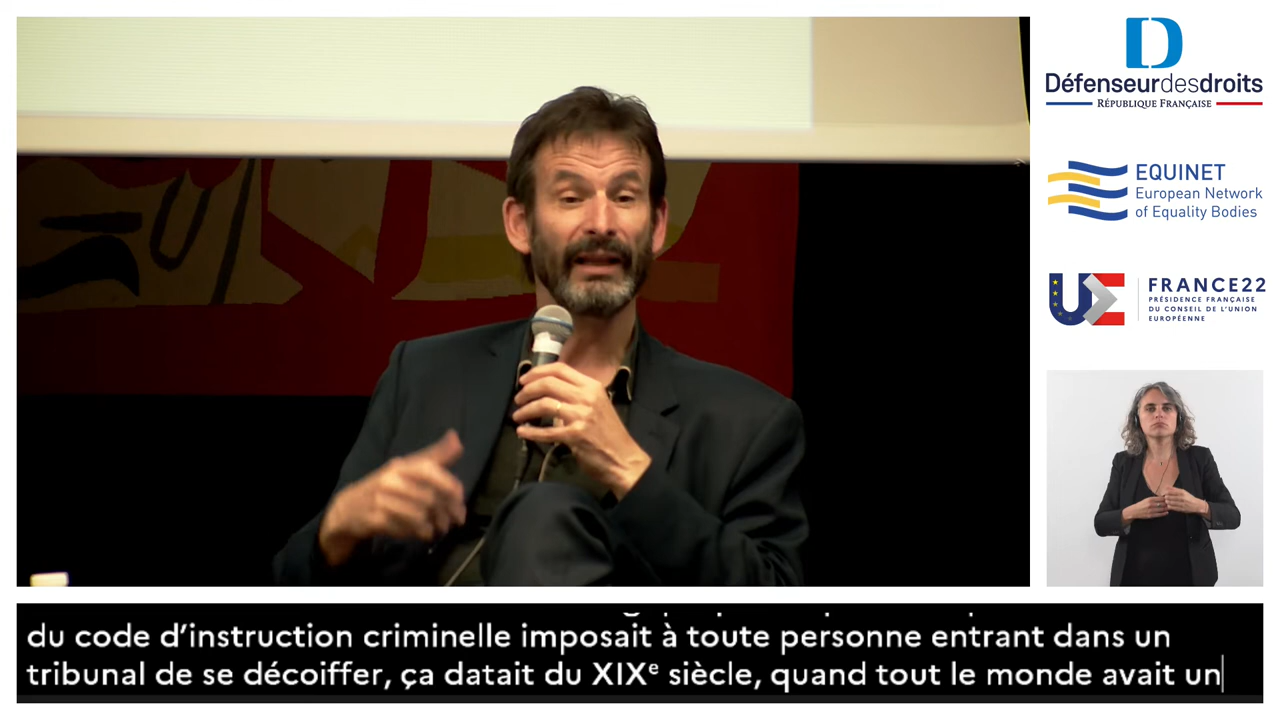 Défenseurdesdroits
RÉPUBLIQUE FRANÇAISE
EQUINET
European Network
of Equality Bodies
UE
FRANCE22
PRÉSIDENCE FRANÇAISE
DU CONSEIL DE L'UNION
EUROPÉENNE
du code d'instruction criminelle imposait à toute personne entrant dans un
tribunal de se décoiffer, ça datait du XIXe siècle, quand tout le monde avait un